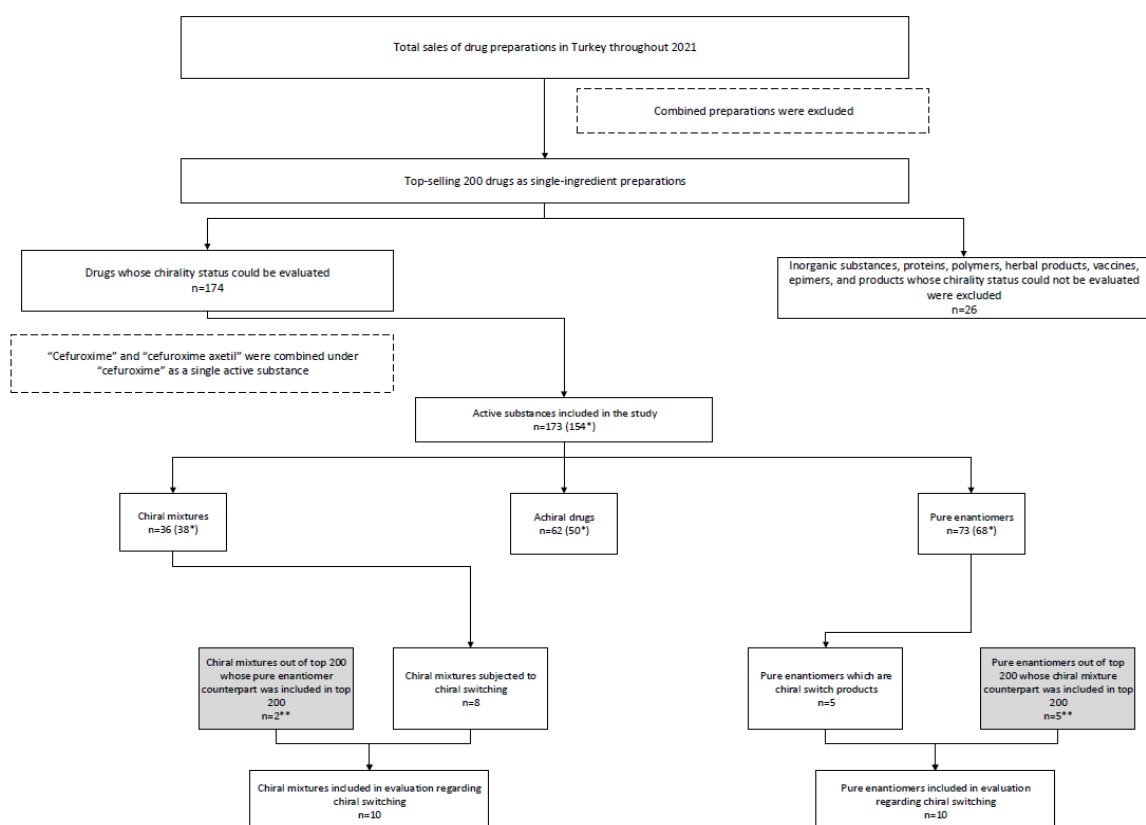 Total sales of drug preparations in Turkey throughout 2021
Combined preparations were excluded
Top-selling 200 drugs as single-ingredient preparations
Drugs whose chirality status could be evaluated
n=174
Inorganic substances, proteins, polymers, herbal products, vaccines,
epimers, and products whose chirality status could not be evaluated
were excluded
n=26
“Cefuroxime” and “cefuroxime axetil” were combined under
“cefuroxime” as a single active substance
Active substances included in the study
n=173 (154*)
Chiral mixtures
n=36 (38*)
Achiral drugs
n=62 (50*)
Pure enantiomers
n=73 (68*)
Chiral mixtures out of top 200
whose pure enantiomer
counterpart was included in top
200
n=2**
Chiral mixtures subjected to
chiral switching
n=8
Pure enantiomers which are
chiral switch products
n=5
Pure enantiomers out of top
200 whose chiral mixture
counterpart was included in top
200
n=5**
Chiral mixtures included in evaluation regarding
chiral switching
n=10
Pure enantiomers included in evaluation
regarding chiral switching
n=10